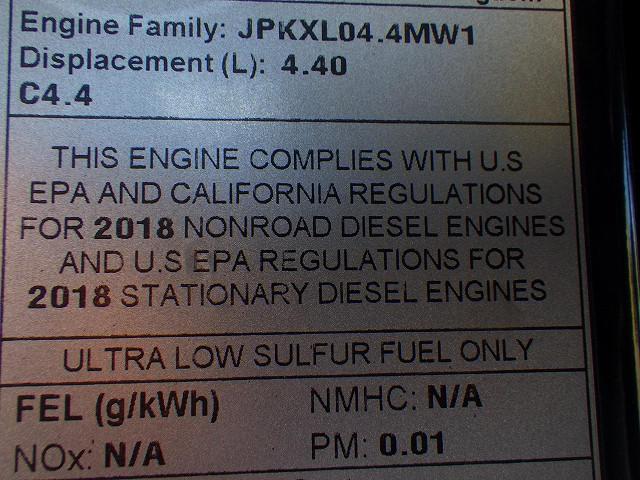 Engine Family: JPKXL04.4MW1
Displacement (L): 4.40
C4.4
THIS ENGINE COMPLIES WITH U.S
EPA AND CALIFORNIA REGULATIONS
FOR 2018 NONROAD DIESEL ENGINES
AND U.S EPA REGULATIONS FOR
2018 STATIONARY DIESEL ENGINES
ULTRA LOW SULFUR FUEL ONLY
FEL (g/kWh) NMHC: N/A
NOx: N/A PM: 0.01